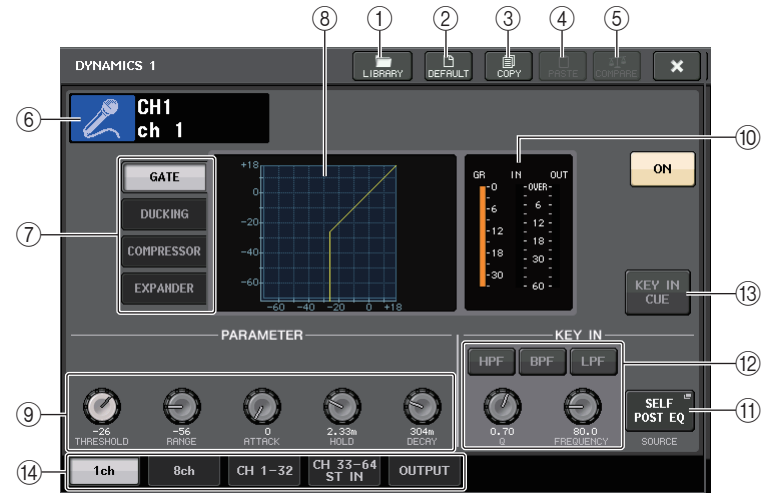 ⑧ ① ② ③ ④ ⑤
DYNAMICS 1
LIBRARY DEFAULT COPY PASTE COMPARE ×
⑥ CH1
ch 1
⑩
⑦ GATE
DUCKING
COMPRESSOR
EXPANDER
+18
0
-20
-40
-60
-60 -40 -20 0 +18
GR IN OUT
-0 -OVER-
-6 - 6 -
-12 - 12 -
-18 - 18 -
- 30 -
-30
- 60 -
ON
KEY IN
CUE
⑬
PARAMETER
KEY IN
HPF BPF LPF ⑫
⑨
-26 -56 0 2.33m 304m
THRESHOLD RANGE ATTACK HOLD DECAY
0.70 80.0
Q FREQUENCY
SELF
POST EQ
⑪
SOURCE
⑭ 1ch 8ch CH 1-32 CH 33-64
ST IN OUTPUT